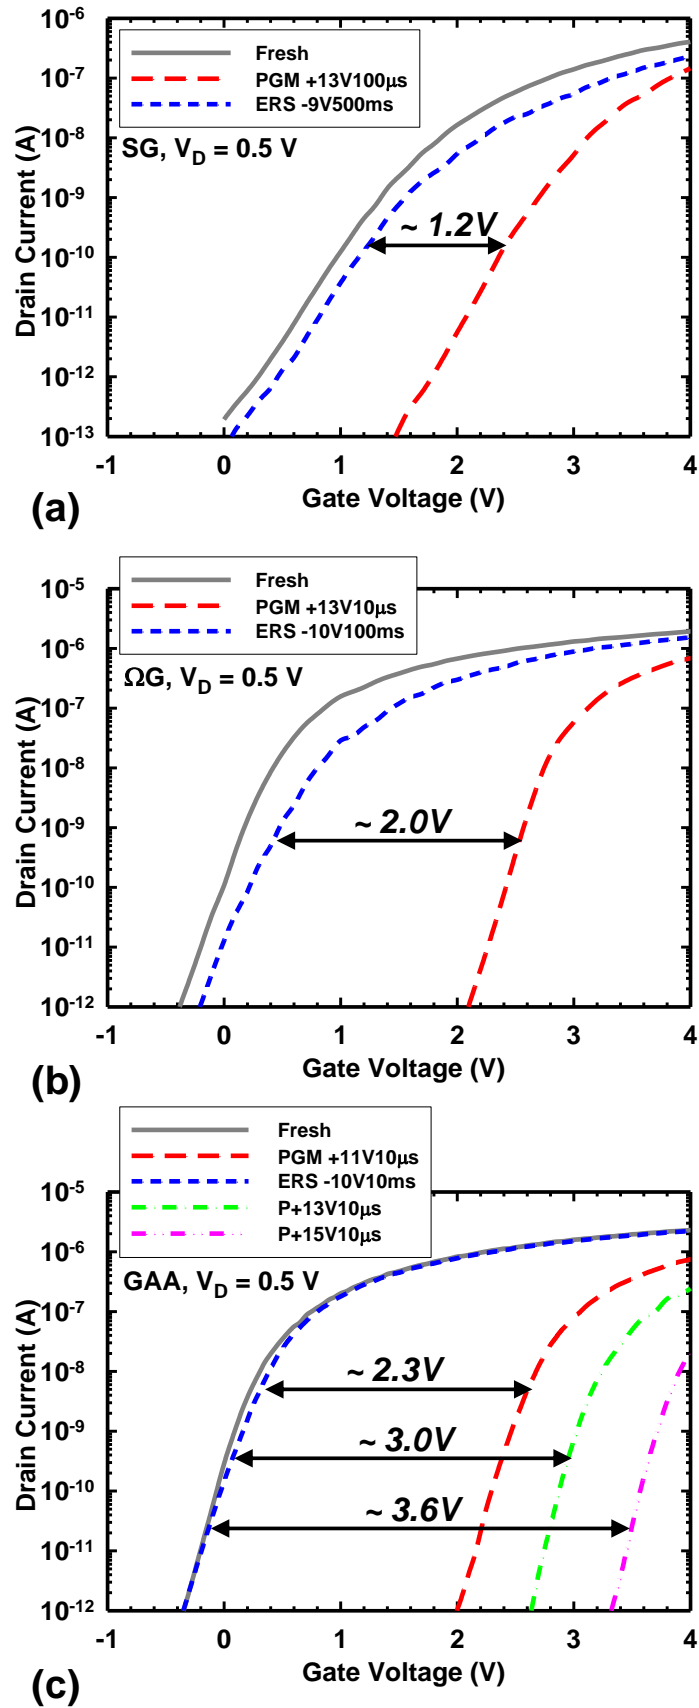 10-6
Fresh
PGM +13V100µs
10-7
ERS -9V500ms
10-8
SG, VD = 0.5 V
10-9
~ 1.2V
10-10
10-11
10-12
10-13
Drain Current (A)
-1 0 1 2 3 4
Gate Voltage (V)
(a)
Fresh
10-5
PGM +13V10µs
ERS -10V100ms
10-6
ΩG, VD = 0.5 V
10-7
10-8
~ 2.0V
10-9
10-10
10-11
10-12
Drain Current (A)
-1 0 1 2 3 4
Gate Voltage (V)
(b)
Fresh
PGM +11V10µs
ERS -10V10ms
10-5
P+13V10µs
P+15V10µs
10-6
GAA, VD = 0.5 V
10-7
~ 2.3V
10-8
~ 3.0V
10-9
10-10
~ 3.6V
10-11
10-12
Drain Current (A)
-1 0 1 2 3 4
Gate Voltage (V)
(c)